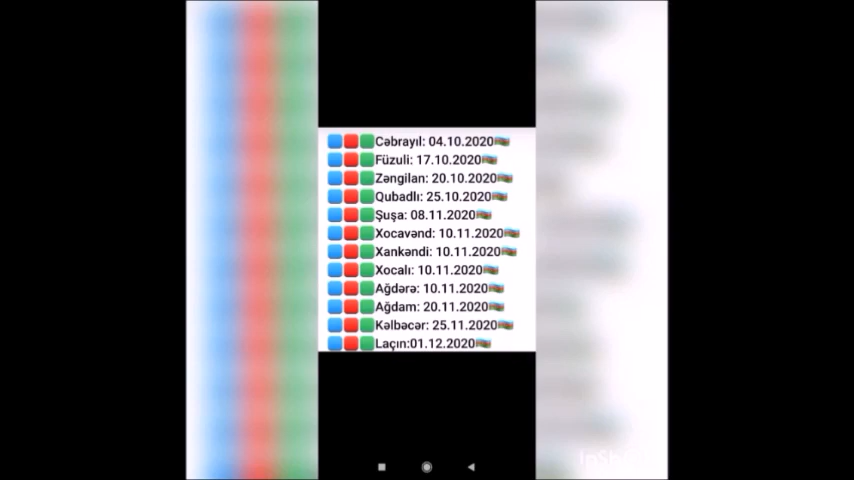 Cəbrayıl: 04.10.2020
Füzuli: 17.10.2020
Zəngilan: 20.10.2020
Qubadlı: 25.10.2020
Şuşa: 08.11.2020
Xocavənd: 10.11.2020
Xankəndi: 10.11.2020
Xocalı: 10.11.2020
Ağdərə: 10.11.2020
Ağdam: 20.11.2020
Kəlbəcər: 25.11.2020
Laçın:01.12.2020